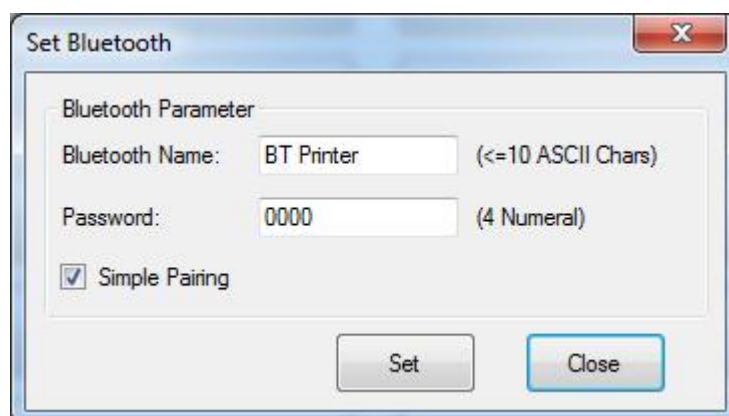 Set Bluetooth
Bluetooth Parameter
Bluetooth Name: BT Printer (<=10 ASCII Chars)
Password: 0000 (4 Numeral)
Simple Pairing
Set Close